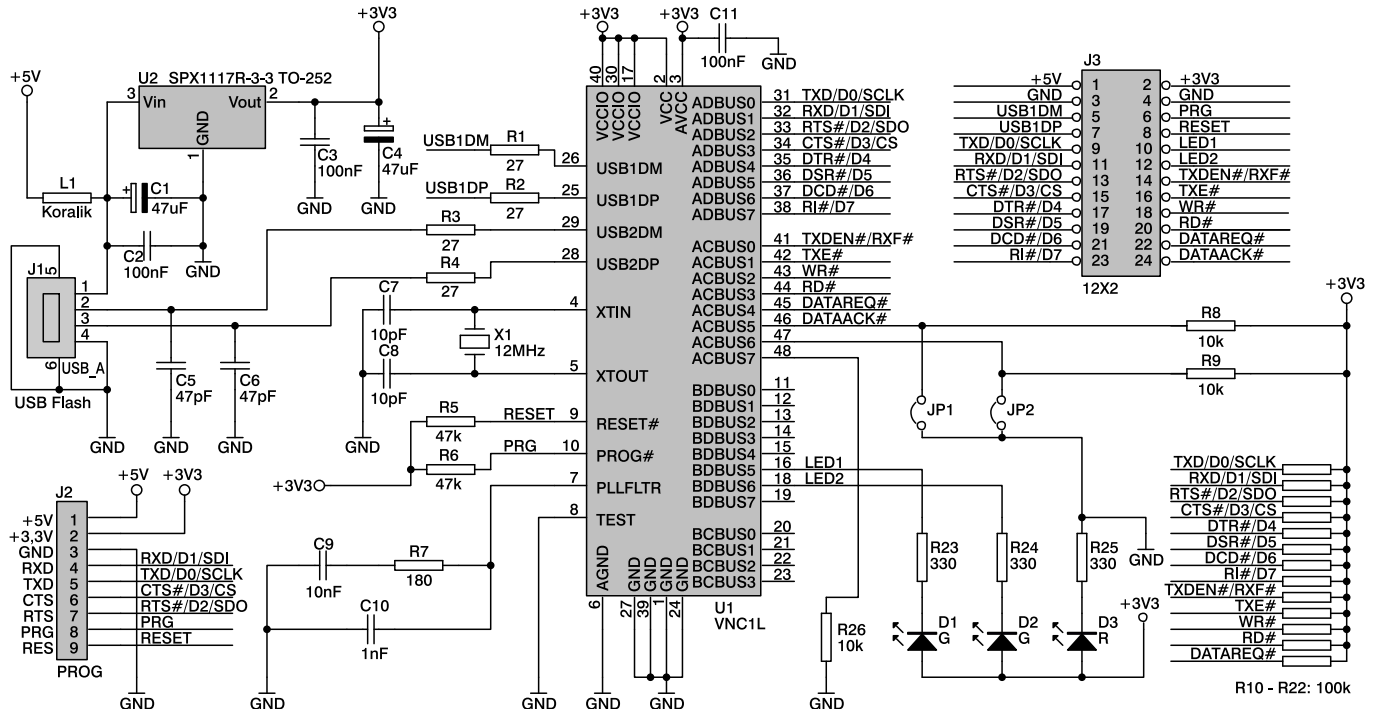 +3V3
+5V
U2 SPX1117R-3-3 TO-252
3 Vin
Vout 2
GND
1
L1
Koralik
+
C1
47uF
C2
100nF
GND
C3
100nF
GND
+
C4
47uF
GND
J1
5
1
2
3
4
6
USB_A
USB Flash
GND
C5
47pF
GND
C6
47pF
GND
USB1DM
R1
27
USB1DP
R2
27
R3
27
R4
27
C7
10pF
C8
10pF
GND
X1
12MHz
R5
47k
RESET
R6
47k
PRG
+3V3
C9
10nF
R7
180
C10
1nF
GND
GND
+3V3
+3V3
C11
100nF
GND
40
30
17
2
3
VCCIO
VCCIO
VCCIO
VCC
AVCC
26 USB1DM
25 USB1DP
29 USB2DM
28 USB2DP
4 XTIN
5 XTOUT
9 RESET#
10 PROG#
7 PLLFLTR
8 TEST
ADBUS0 31 TXD/D0/SCLK
ADBUS1 32 RXD/D1/SDI
ADBUS2 33 RTS#/D2/SDO
ADBUS3 34 CTS#/D3/CS
ADBUS4 35 DTR#/D4
ADBUS5 36 DSR#/D5
ADBUS6 37 DCD#/D6
ADBUS7 38 RI#/D7
ACBUS0 41 TXDEN#/RXF#
ACBUS1 42 TXE#
ACBUS2 43 WR#
ACBUS3 44 RD#
ACBUS4 45 DATAREQ#
ACBUS5 46 DATAACK#
ACBUS6 47
ACBUS7 48
BDBUS0 11
BDBUS1 12
BDBUS2 13
BDBUS3 14
BDBUS4 15
BDBUS5 16 LED1
BDBUS6 18 LED2
BDBUS7 19
BCBUS0 20
BCBUS1 21
BCBUS2 22
BCBUS3 23
AGND
GND
GND
GND
GND
6
27
39
1
24
U1
VNC1L
GND
GND
J3
+5V 1 2 +3V3
GND 3 4 GND
USB1DM 5 6 PRG
USB1DP 7 8 RESET
TXD/D0/SCLK 9 10 LED1
RXD/D1/SDI 11 12 LED2
RTS#/D2/SDO 13 14 TXDEN#/RXF#
CTS#/D3/CS 15 16 TXE#
DTR#/D4 17 18 WR#
DSR#/D5 19 20 RD#
DCD#/D6 21 22 DATAREQ#
RI#/D7 23 24 DATAACK#
12X2
+3V3
R8
10k
R9
10k
JP1
JP2
R23
330
R24
330
R25
330
GND
D1
G
D2
G
D3
R
+3V3
R26
10k
GND
TXD/D0/SCLK
RXD/D1/SDI
RTS#/D2/SDO
CTS#/D3/CS
DTR#/D4
DSR#/D5
DCD#/D6
RI#/D7
TXDEN#/RXF#
TXE#
WR#
RD#
DATAREQ#
R10 - R22: 100k
J2
+5V
+3V3
+5V 1
+3,3V 2
GND 3
RXD 4 RXD/D1/SDI
TXD 5 TXD/D0/SCLK
CTS 6 CTS#/D3/CS
RTS 7 RTS#/D2/SDO
PRG 8 PRG
RES 9 RESET
PROG
GND